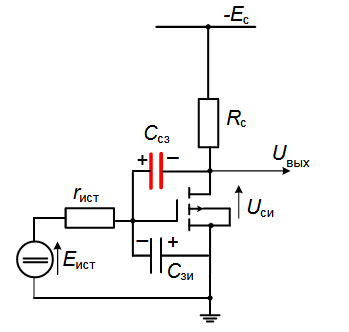 -Eс
Rс
Cсз
+ −
Uвых
rист
Uси
− +
Eист
Cзи